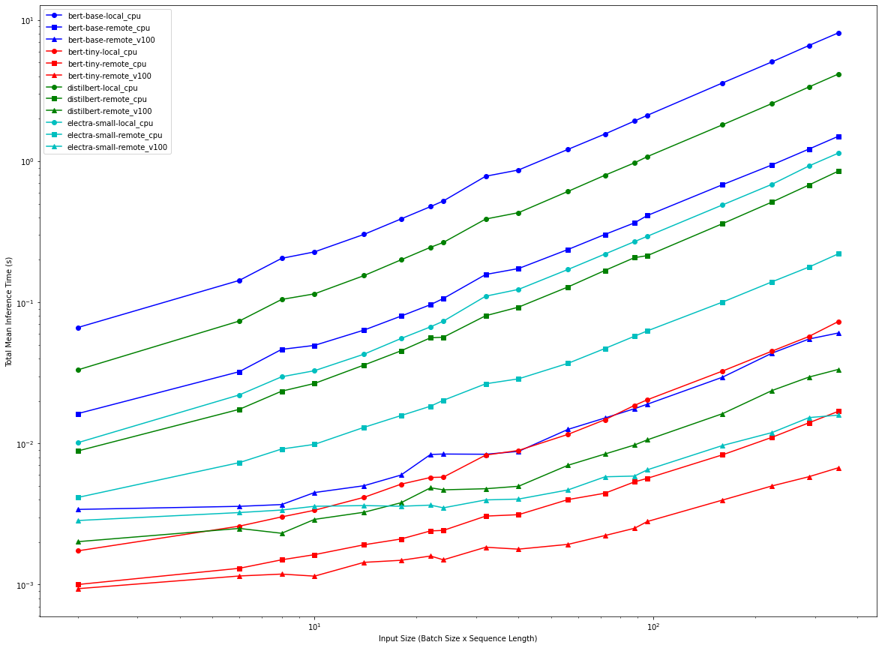 bert-base-local_cpu
bert-base-remote_cpu
bert-base-remote_v100
bert-tiny-local_cpu
bert-tiny-remote_cpu
bert-tiny-remote_v100
distilbert-local_cpu
distilbert-remote_cpu
distilbert-remote_v100
electra-small-local_cpu
electra-small-remote_cpu
electra-small-remote_v100
10¹
10⁰
10⁻¹
10⁻²
10⁻³
Total Mean Inference Time (s)
10¹ 10²
Input Size (Batch Size x Sequence Length)